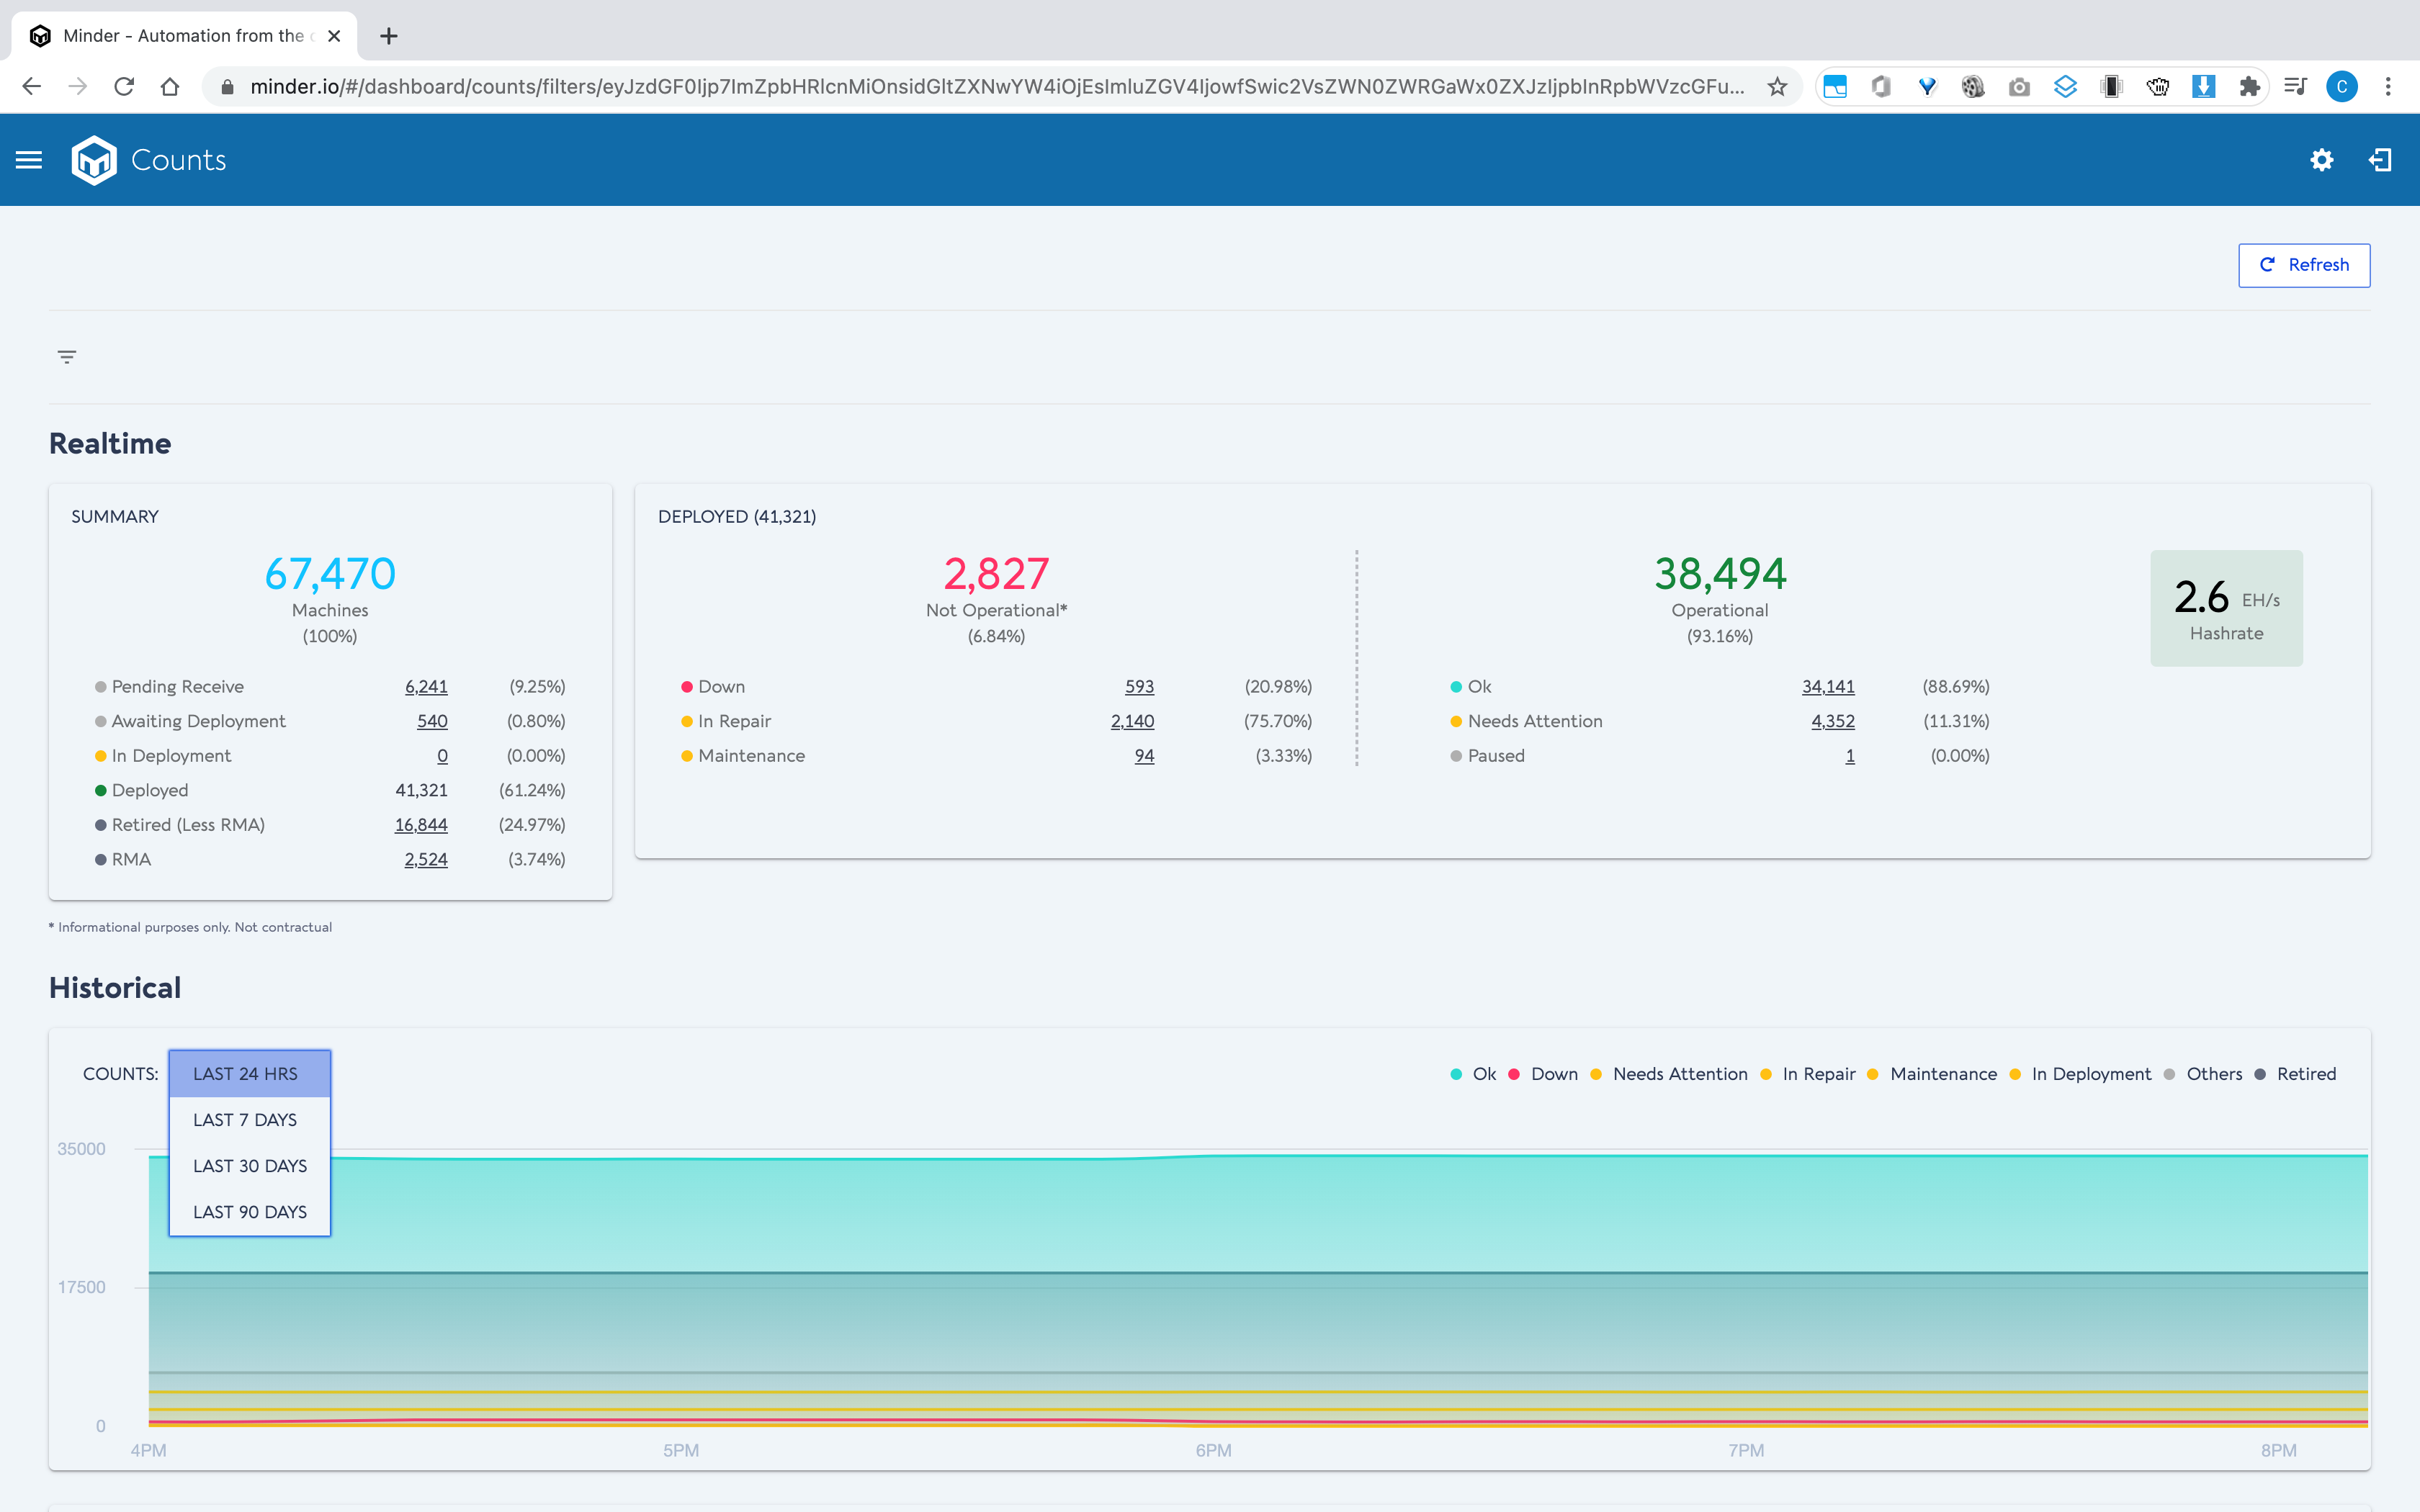 Minder - Automation from the
minder.io/#/dashboard/counts/filters/eyJzdGF0Ijp7ImZpbHRlcnMiOnsidGltZXNwYW4iOjEsImluZGV4IjowfSwic2VsZWN0ZWRGaWx0ZXJzIjpbInRpbWVzcGFu...
C
Counts
Refresh
Realtime
SUMMARY
67,470
Machines
(100%)
Pending Receive 6,241 (9.25%)
Awaiting Deployment 540 (0.80%)
In Deployment 0 (0.00%)
Deployed 41,321 (61.24%)
Retired (Less RMA) 16,844 (24.97%)
RMA 2,524 (3.74%)
DEPLOYED (41,321)
2,827
Not Operational*
(6.84%)
Down 593 (20.98%)
In Repair 2,140 (75.70%)
Maintenance 94 (3.33%)
38,494
Operational
(93.16%)
Ok 34,141 (88.69%)
Needs Attention 4,352 (11.31%)
Paused 1 (0.00%)
2.6 EH/s
Hashrate
* Informational purposes only. Not contractual
Historical
COUNTS: LAST 24 HRS
LAST 7 DAYS
LAST 30 DAYS
LAST 90 DAYS
Ok Down Needs Attention In Repair Maintenance In Deployment Others Retired
35000
17500
0
4PM 5PM 6PM 7PM 8PM